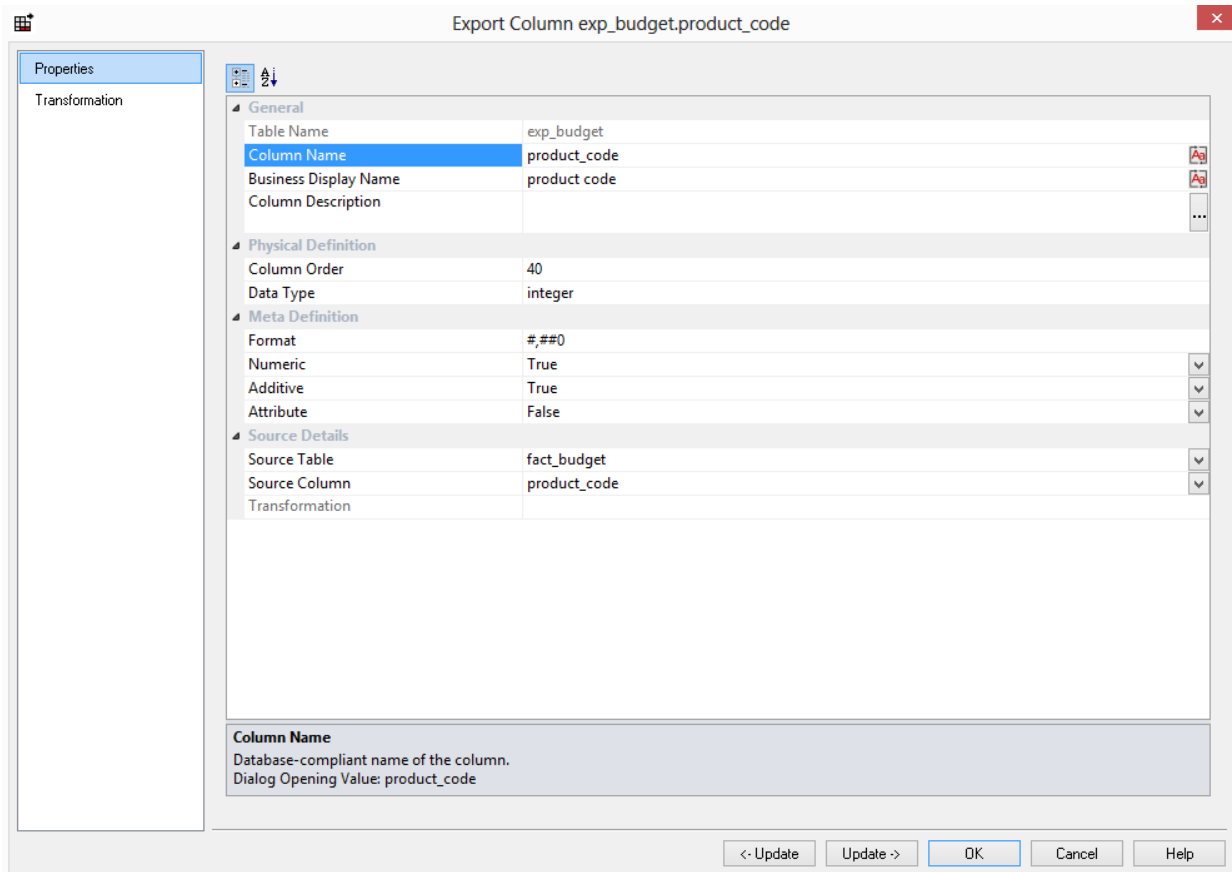 Export Column exp_budget.product_code
Properties
Transformation
General
Table Name exp_budget
Column Name product_code
Business Display Name product code
Column Description
...
Physical Definition
Column Order 40
Data Type integer
Meta Definition
Format #,##0
Numeric True
Additive True
Attribute False
Source Details
Source Table fact_budget
Source Column product_code
Transformation
Column Name
Database-compliant name of the column.
Dialog Opening Value: product_code
<- Update Update -> OK Cancel Help